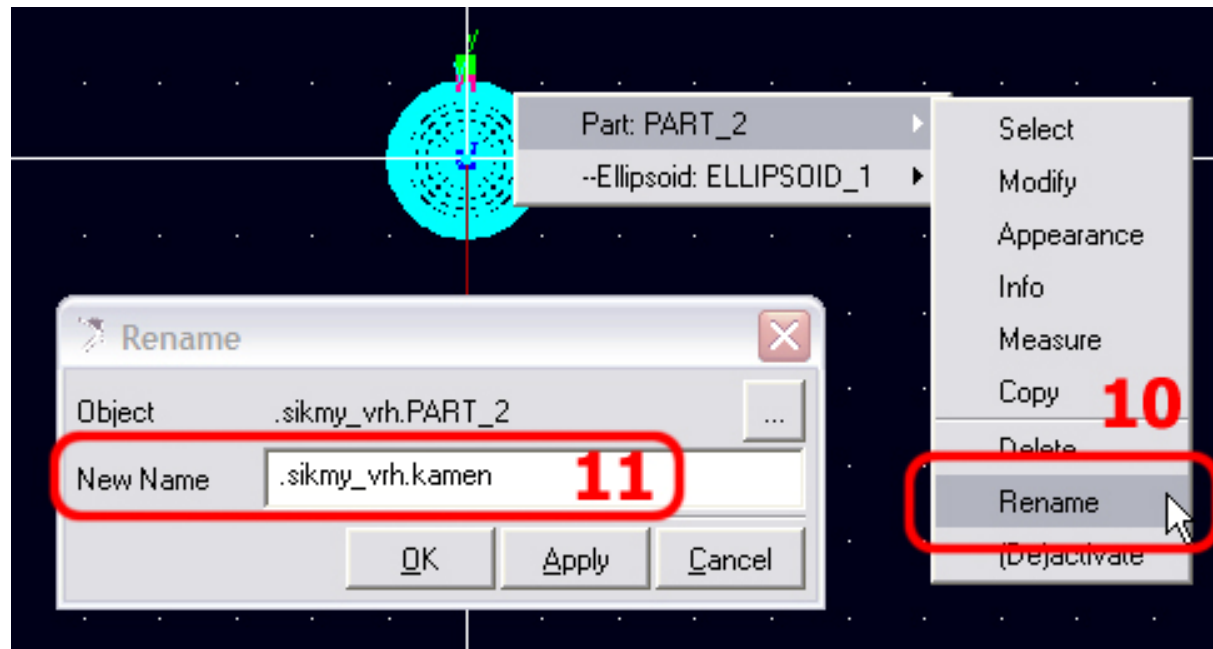 y
Part: PART_2
--Ellipsoid: ELLIPSOID_1
Select
Modify
Appearance
Info
Measure
Copy
10
Delete
Rename
(De)activate
Rename
Object .sikmy_vrh.PART_2 ...
New Name .sikmy_vrh.kamen 11
OK Apply Cancel